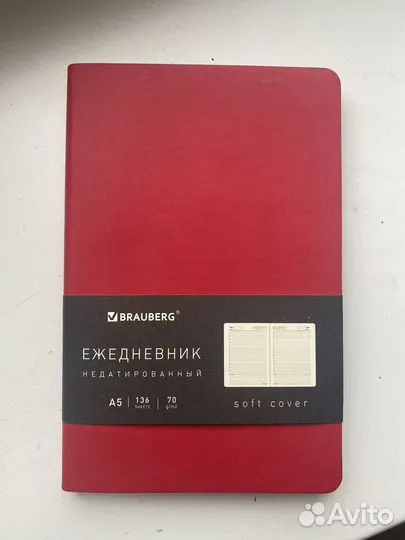 BRAUBERG®
ЕЖЕДНЕВНИК
НЕДАТИРОВАННЫЙ
A5 | 136 SHEETS | 70 g/m2
soft cover
Avito